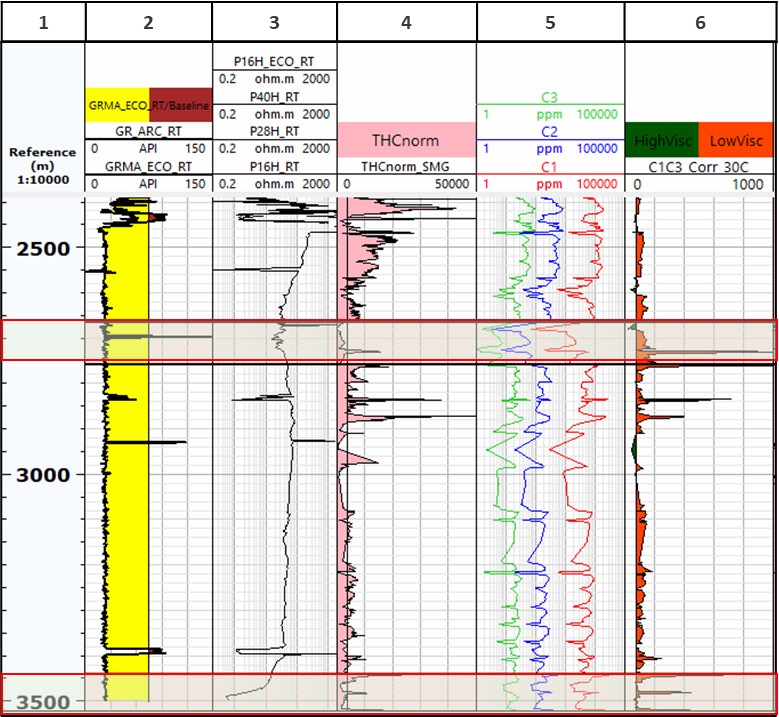 1 2 3 4 5 6
P16H_ECO_RT
0.2 ohm.m 2000
P40H_RT
0.2 ohm.m 2000
P28H_RT
0.2 ohm.m 2000
P16H_RT
0.2 ohm.m 2000
GRMA_ECO_RT/Baseline
GR_ARC_RT
0 API 150
GRMA_ECO_RT
0 API 150
Reference
(m)
1:10000
THCnorm
THCnorm_SMG
0 50000
C3
1 ppm 100000
C2
1 ppm 100000
C1
1 ppm 100000
HighVisc LowVisc
C1C3_Corr_30C
0 1000
2500
3000
3500